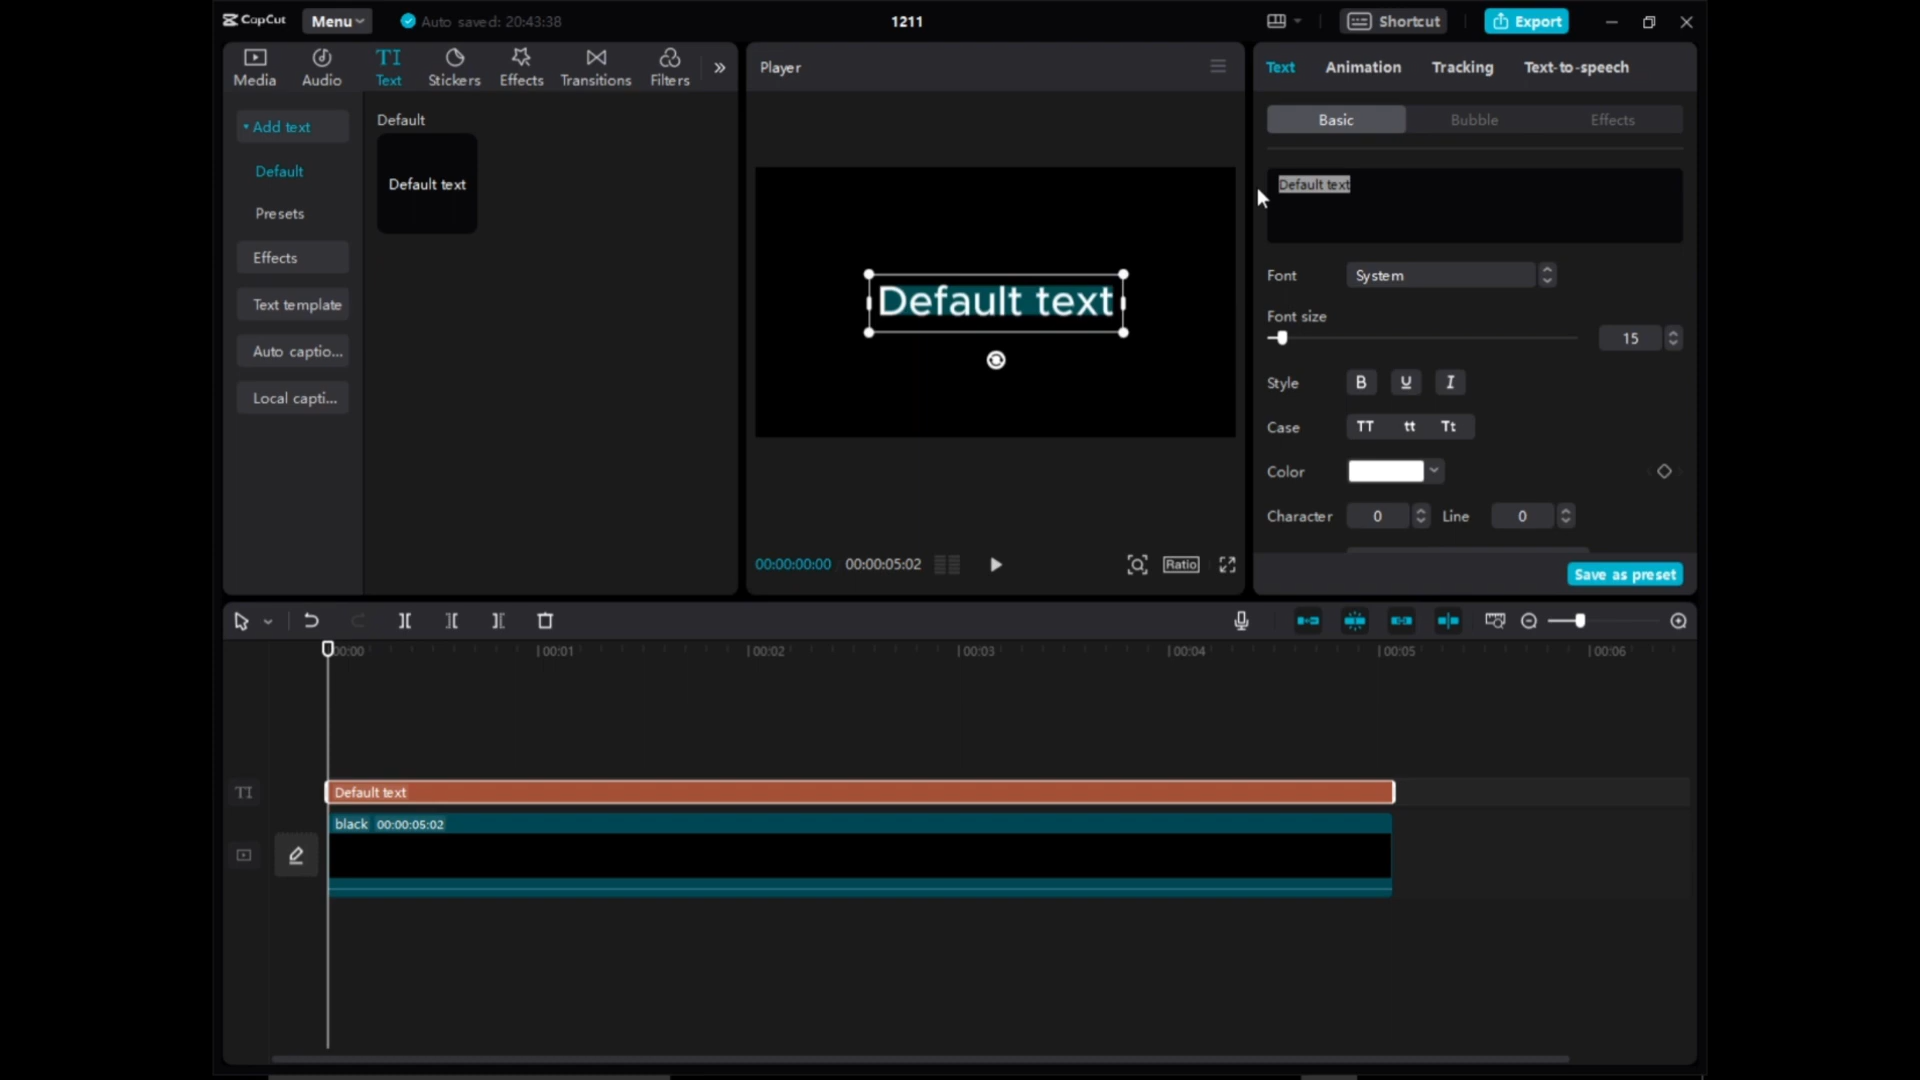 CapCut Menu Auto saved: 20:43:38 1211 Shortcut Export
Media Audio TI Text Stickers Effects Transitions Filters
Add text
Default
Presets
Effects
Text template
Auto captio...
Local capti...
Default
Default text
Player
Default text
00:00:00:00 00:00:05:02 Ratio
Text Animation Tracking Text-to-speech
Basic Bubble Effects
Default text
Font System
Font size
15
Style B U I
Case TT tt Tt
Color
Character 0 Line 0
Save as preset
00:00 00:01 00:02 00:03 00:04 00:05 00:06
TI Default text
black 00:00:05:02